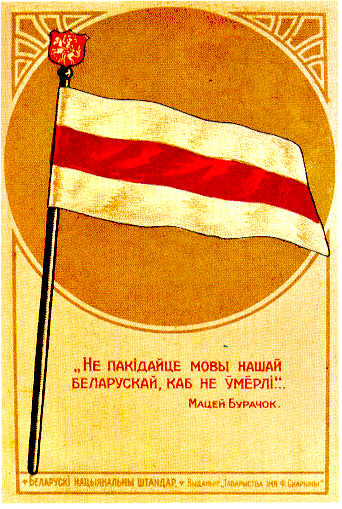 „Не пакідайце мовы нашай
беларускай, каб не ўмёрлі“.
Мацей Бурачок.
Беларускі нацыянальны штандар. Выданьне „Таварыства імя Ф. Скарыны“